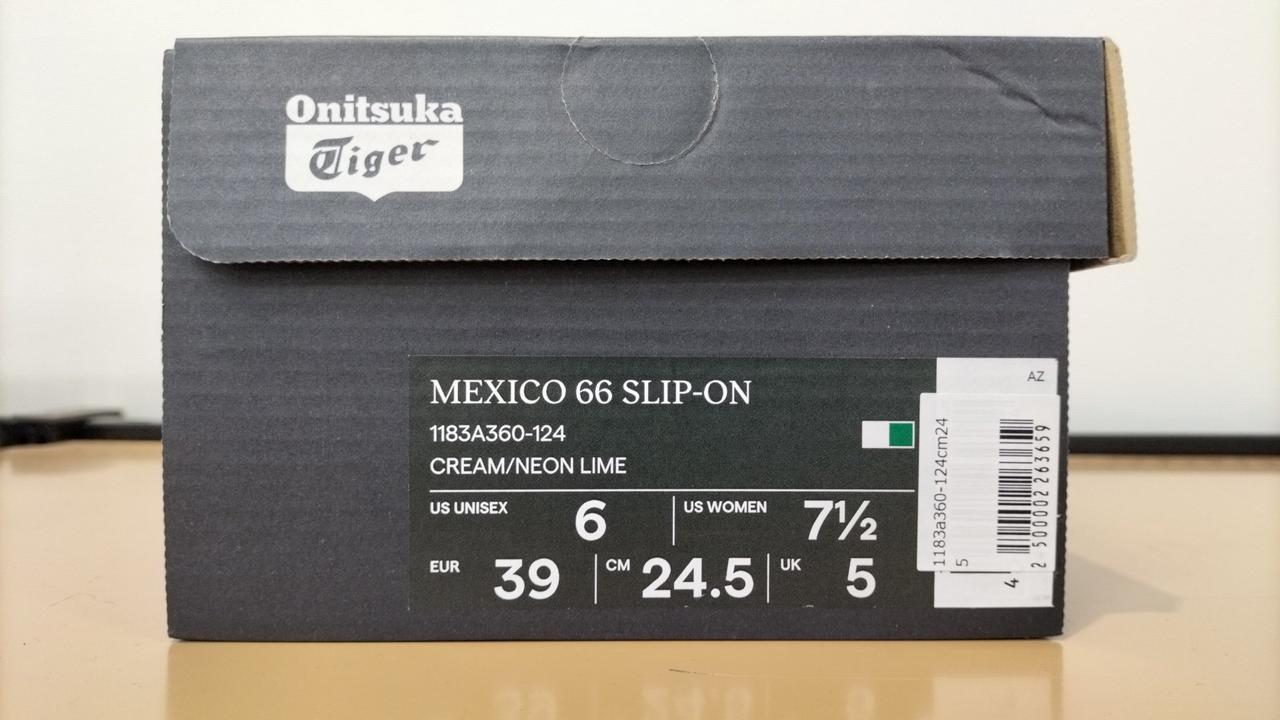 Onitsuka
Tiger
MEXICO 66 SLIP-ON
1183A360-124
CREAM/NEON LIME
US UNISEX 6 US WOMEN 7½
EUR 39 CM 24.5 UK 5
AZ
1183a360-124cm24
5
2 500002 263659
4